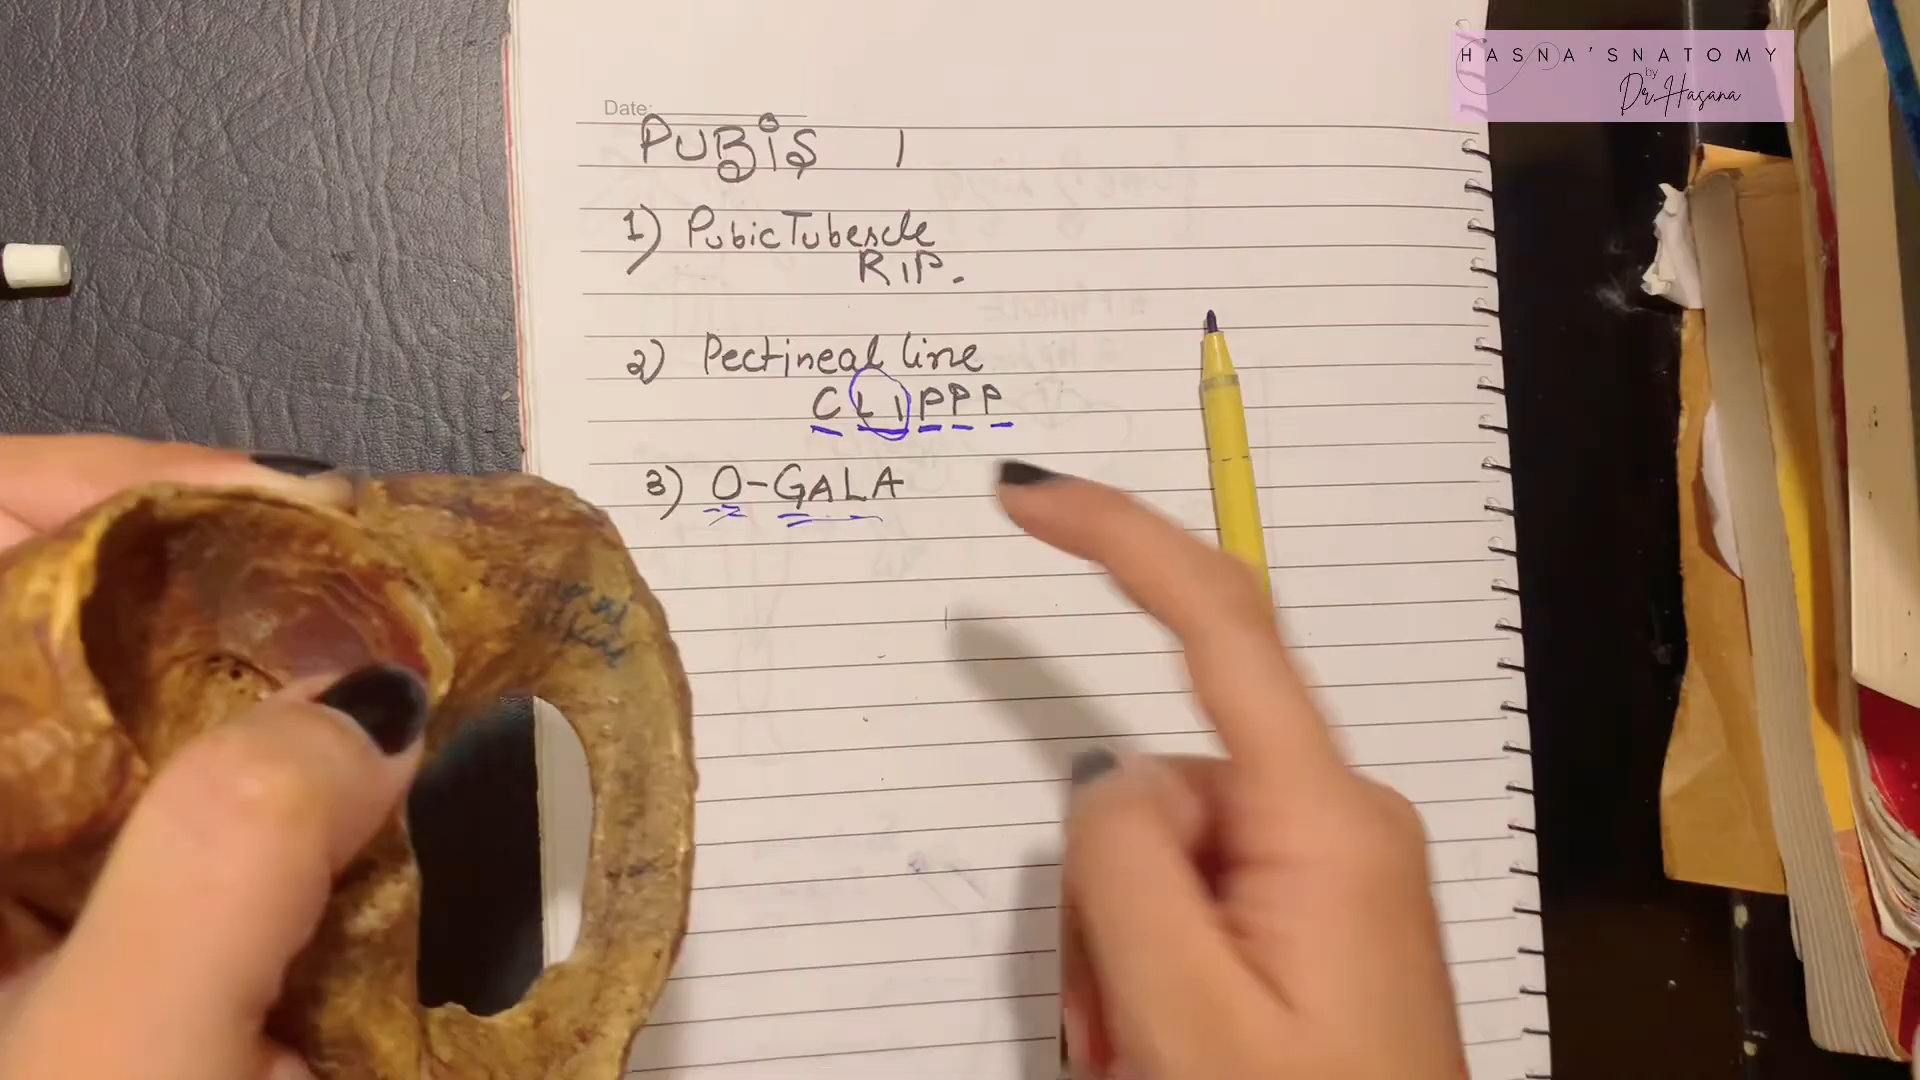 HASNA'SNATOMY
by
Dr.Hasana
Date:
PUBIS 1
1) Pubic Tubercle
RIP.
2) Pectineal line
CLIPPP
3) O-GALA